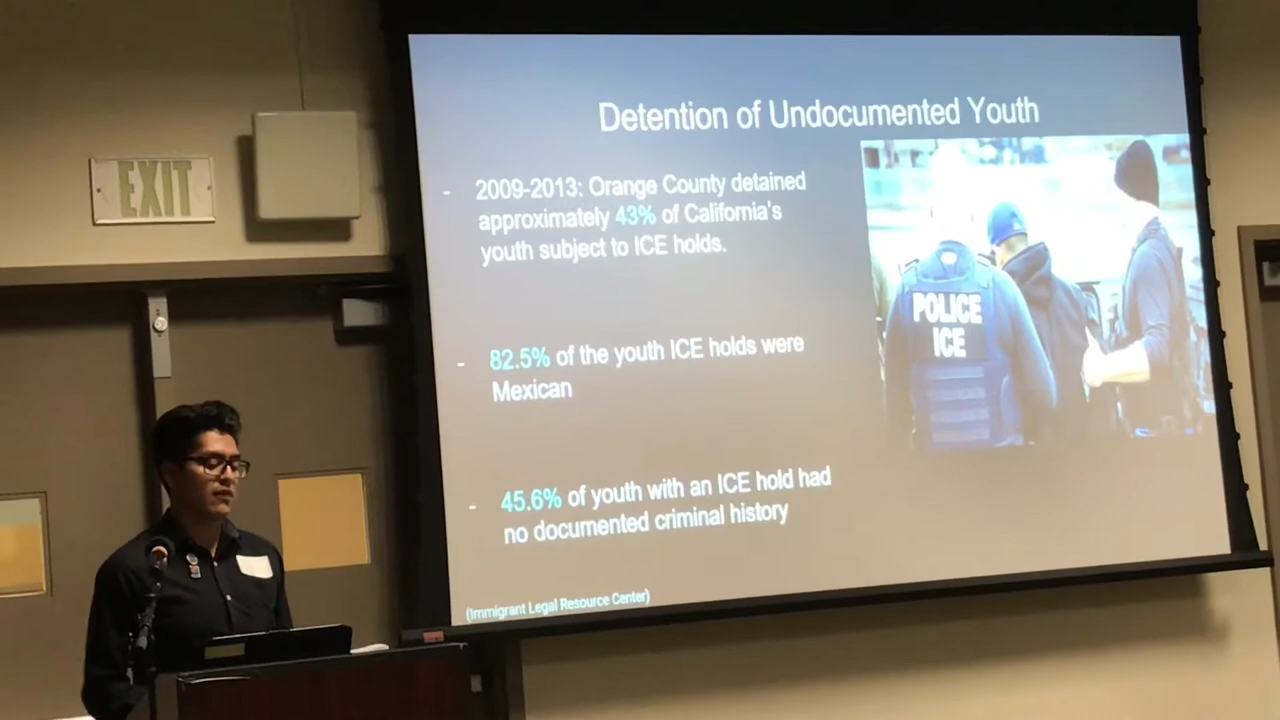 EXIT
Detention of Undocumented Youth
- 2009-2013: Orange County detained
approximately 43% of California's
youth subject to ICE holds.
- 82.5% of the youth ICE holds were
Mexican
- 45.6% of youth with an ICE hold had
no documented criminal history
(Immigrant Legal Resource Center)
POLICE
ICE